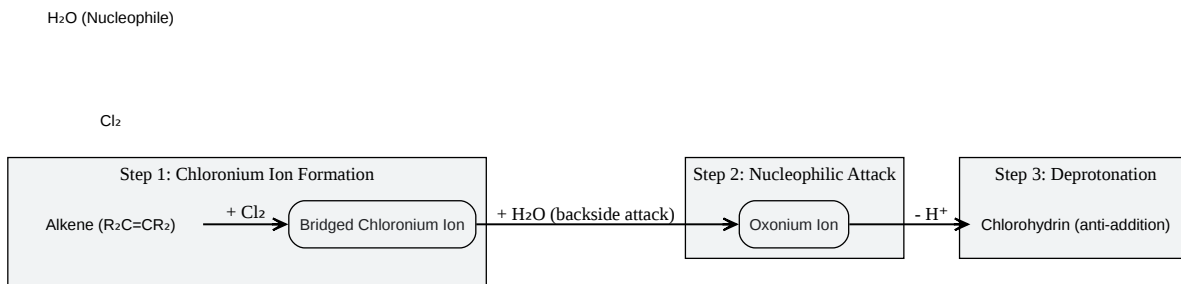 H₂O (Nucleophile)
Cl₂
Step 1: Chloronium Ion Formation
Step 2: Nucleophilic Attack
Step 3: Deprotonation
Alkene (R₂C=CR₂)
+ Cl₂
Bridged Chloronium Ion
+ H₂O (backside attack)
Oxonium Ion
- H⁺
Chlorohydrin (anti-addition)